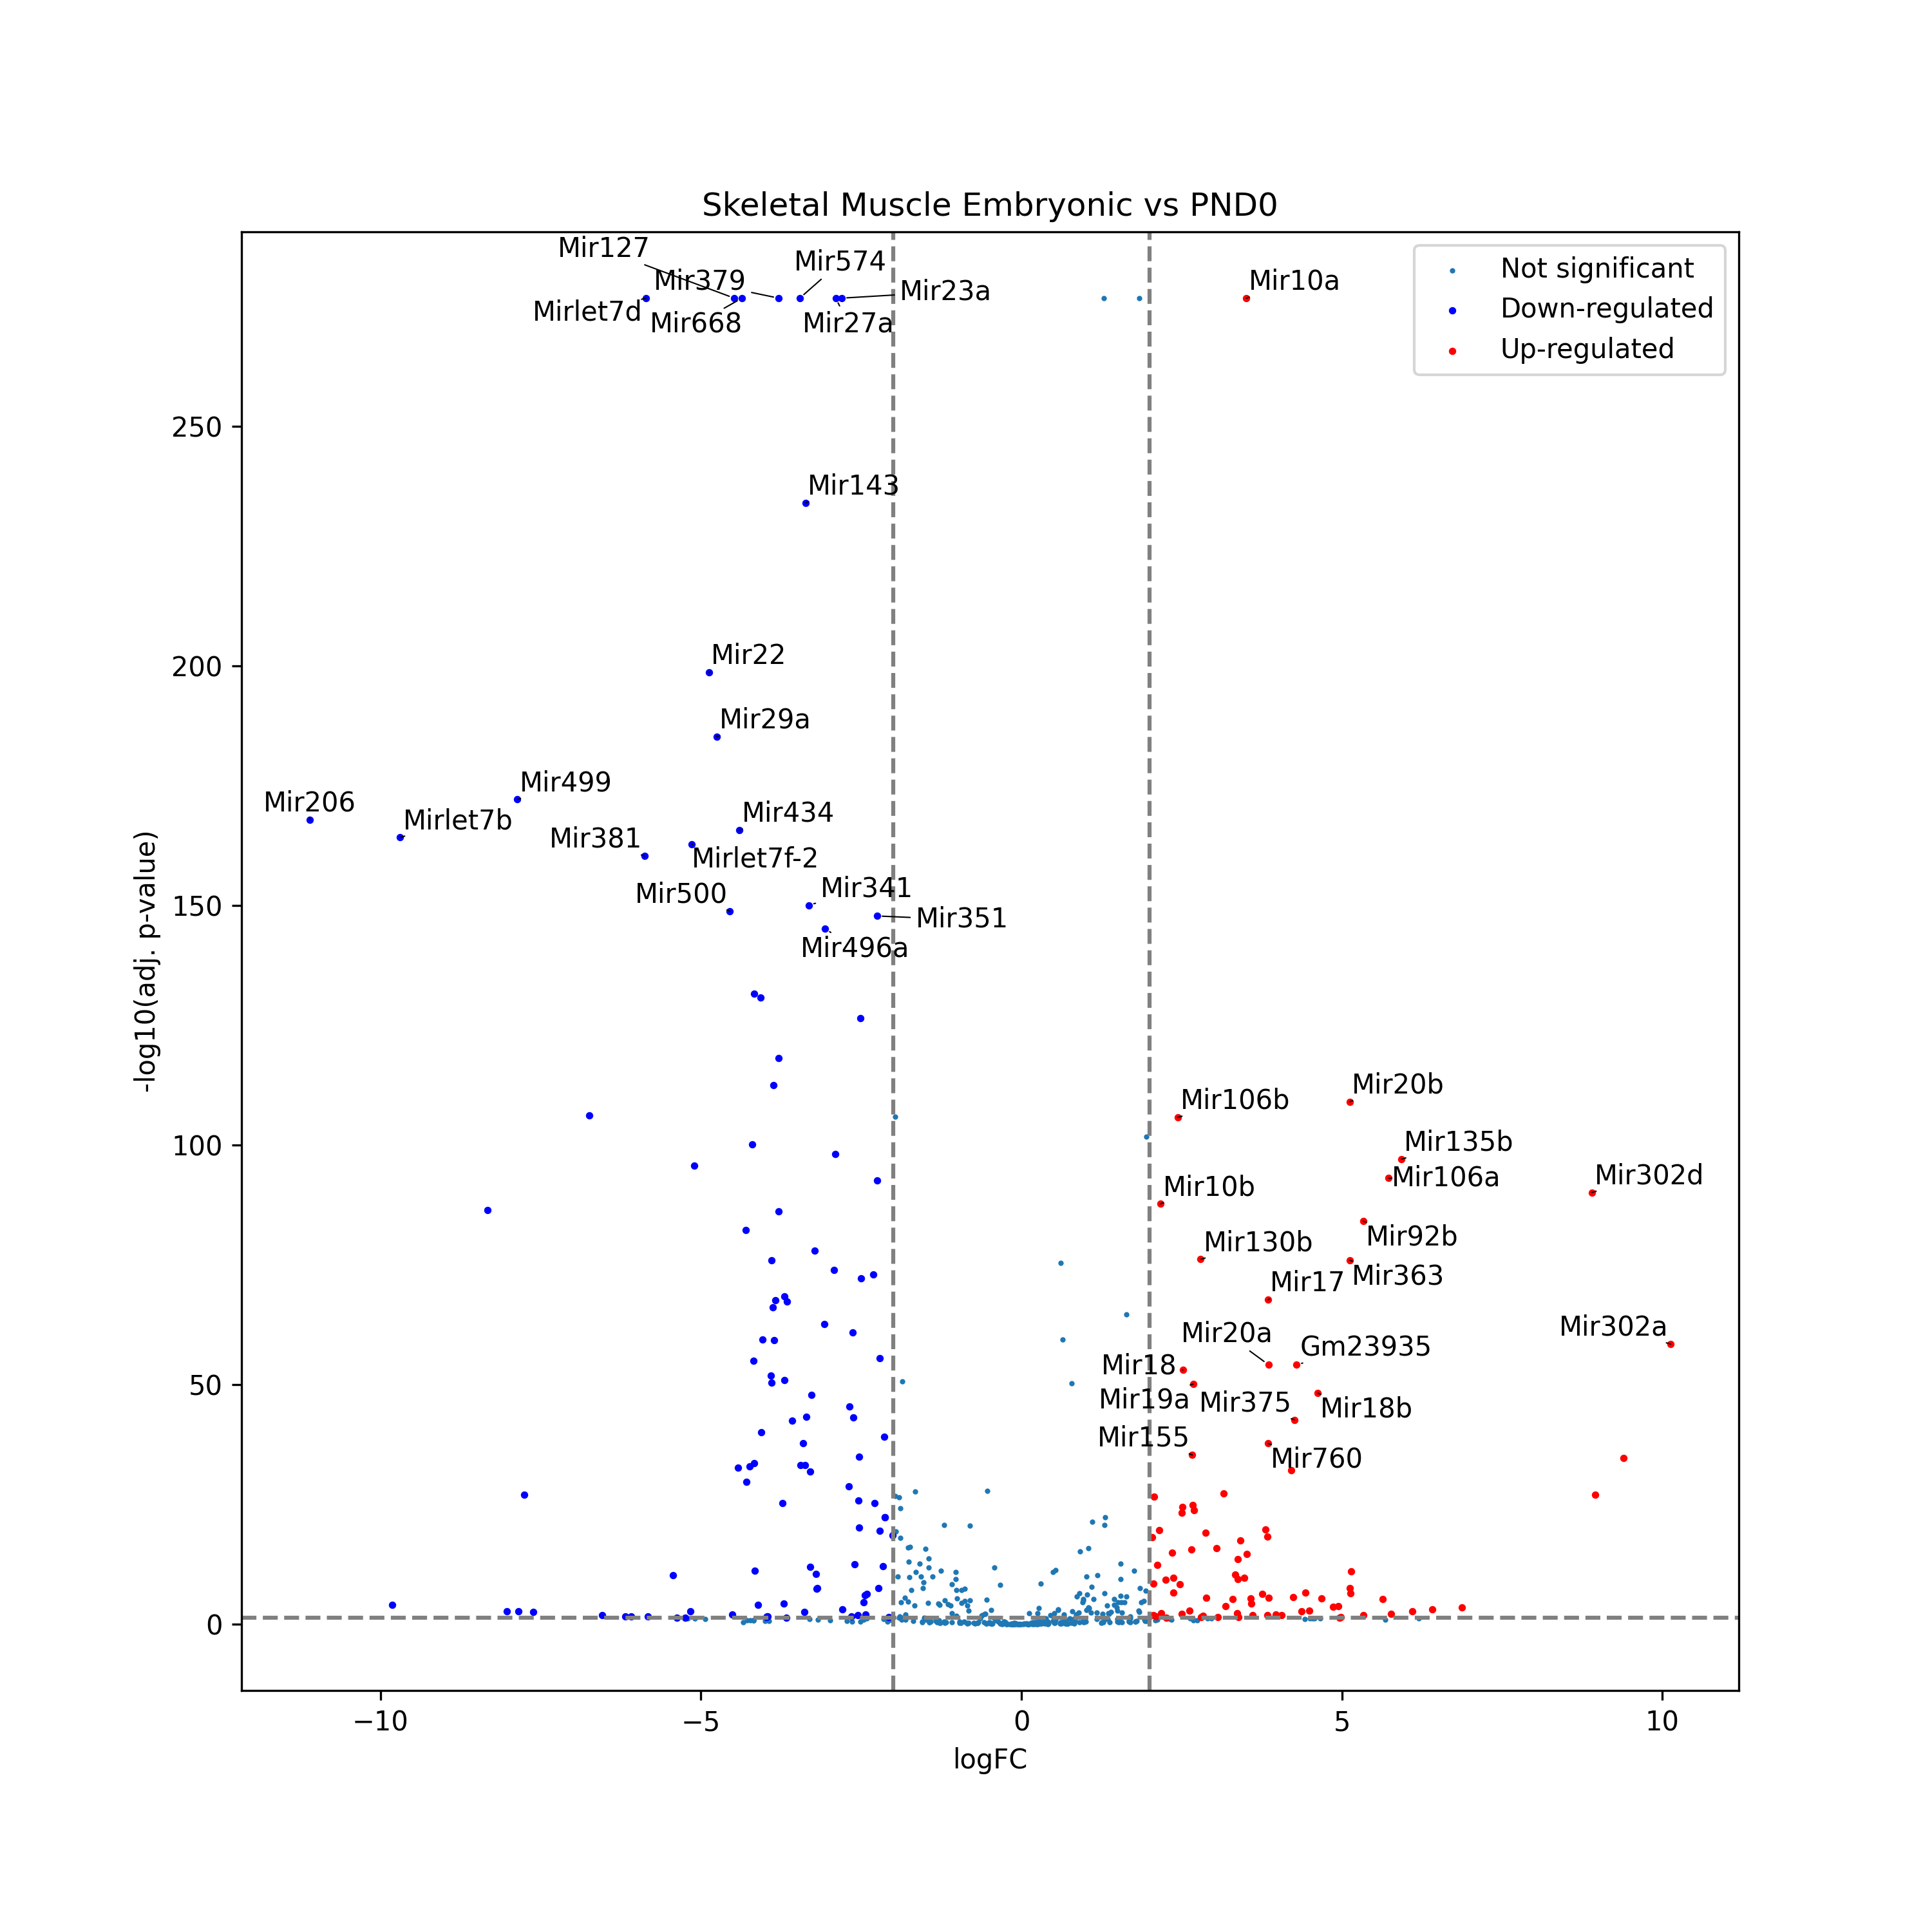 Skeletal Muscle Embryonic vs PND0
Mir127
Mir574
Mir379
Mir23a
Mir10a
Mirlet7d
Mir668
Mir27a
Not significant
Down-regulated
Up-regulated
250
Mir143
200
Mir22
Mir29a
Mir499
Mir206
Mirlet7b
Mir434
Mir381
Mirlet7f-2
150
Mir500
Mir341
Mir351
Mir496a
-log10(adj. p-value)
100
Mir20b
Mir106b
Mir135b
Mir106a
Mir302d
Mir10b
Mir92b
Mir130b
Mir363
Mir17
Mir302a
Mir20a
Gm23935
50
Mir18
Mir19a
Mir375
Mir18b
Mir155
Mir760
0
−10
−5
0
5
10
logFC